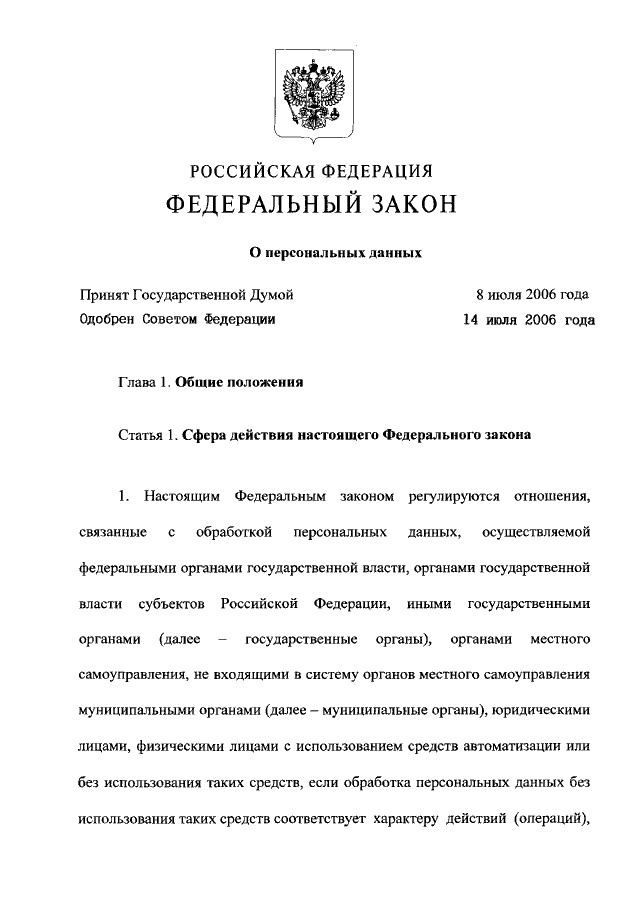 РОССИЙСКАЯ ФЕДЕРАЦИЯ
ФЕДЕРАЛЬНЫЙ ЗАКОН
О персональных данных
Принят Государственной Думой 8 июля 2006 года
Одобрен Советом Федерации 14 июля 2006 года
Глава 1. Общие положения
Статья 1. Сфера действия настоящего Федерального закона
1. Настоящим Федеральным законом регулируются отношения,
связанные с обработкой персональных данных, осуществляемой
федеральными органами государственной власти, органами государственной
власти субъектов Российской Федерации, иными государственными
органами (далее – государственные органы), органами местного
самоуправления, не входящими в систему органов местного самоуправления
муниципальными органами (далее – муниципальные органы), юридическими
лицами, физическими лицами с использованием средств автоматизации или
без использования таких средств, если обработка персональных данных без
использования таких средств соответствует характеру действий (операций),